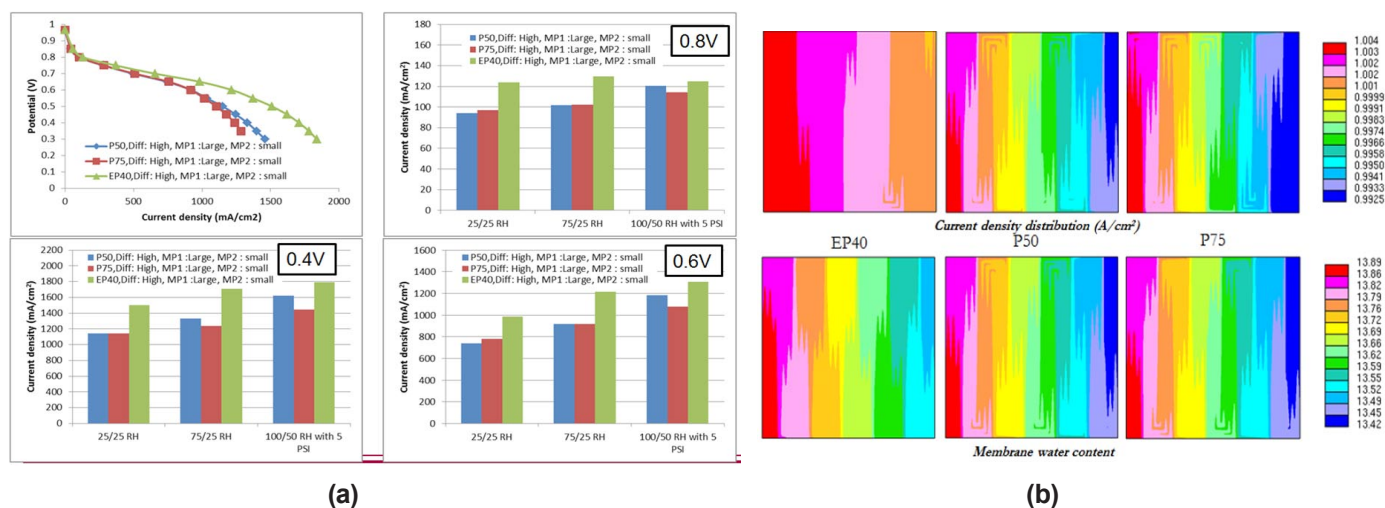 1
0.9
0.8
0.7
0.6
0.5
0.4
0.3
0.2
0.1
0
Potential (V)
P50,Diff: High, MP1 :Large, MP2 : small
P75,Diff: High, MP1 :Large, MP2 : small
EP40,Diff: High, MP1 :Large, MP2 : small
0 500 1000 1500 2000
Current density (mA/cm2)
180
160
140
120
100
80
60
40
20
0
Current density (mA/cm²)
P50,Diff: High, MP1 :Large, MP2 : small
P75,Diff: High, MP1 :Large, MP2: small
EP40,Diff: High, MP1 :Large, MP2 : small
0.8V
25/25 RH 75/25 RH 100/50 RH with 5 PSI
2200
2000
1800
1600
1400
1200
1000
800
600
400
200
0
Current density (mA/cm²)
P50,Diff: High, MP1 :Large, MP2 : small
P75,Diff: High, MP1 :Large, MP2 : small
EP40,Diff: High, MP1 :Large, MP2 : small
0.4V
25/25 RH 75/25 RH 100/50 RH with 5
PSI
1600
1400
1200
1000
800
600
400
200
0
Current density (mA/cm²)
P50,Diff: High, MP1 :Large, MP2 : small
P75,Diff: High, MP1 :Large, MP2: small
EP40,Diff: High, MP1 :Large, MP2 : small
0.6V
25/25 RH 75/25 RH 100/50 RH with 5
PSI
(a)
1.004
1.003
1.002
1.002
1.001
0.9999
0.9991
0.9983
0.9974
0.9966
0.9958
0.9950
0.9941
0.9933
0.9925
Current density distribution (A/cm²)
EP40 P50 P75
13.89
13.86
13.82
13.79
13.76
13.72
13.69
13.66
13.62
13.59
13.55
13.52
13.49
13.45
13.42
Membrane water content
(b)